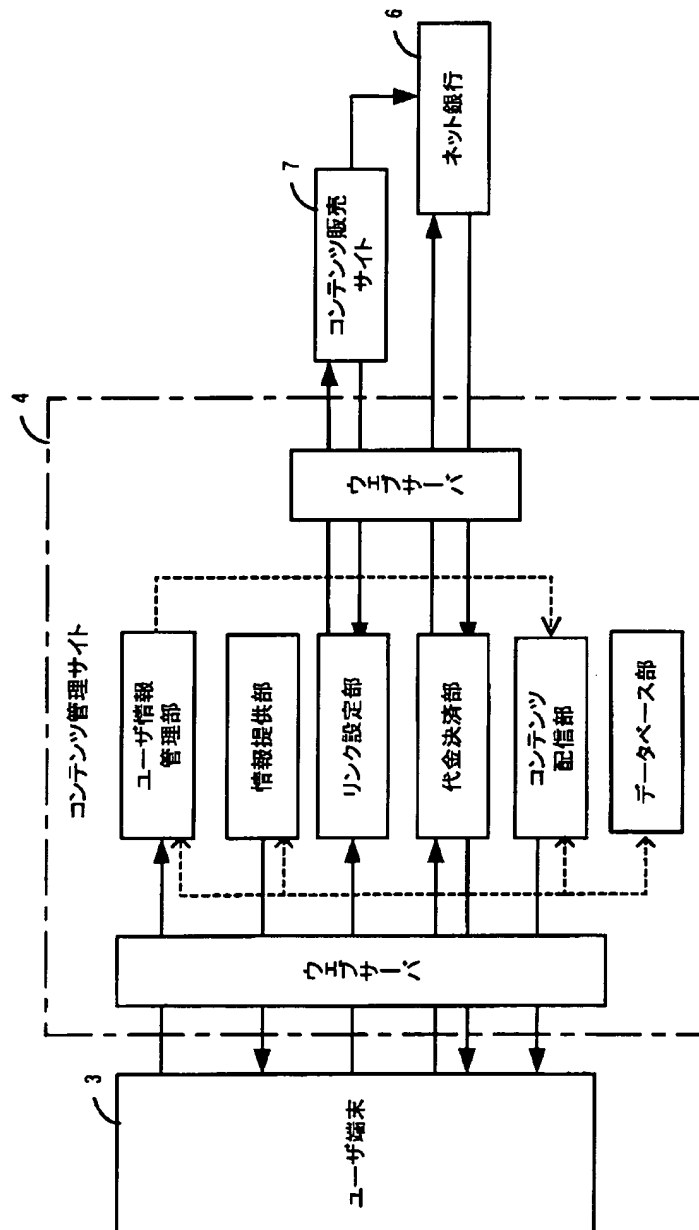 4
コンテンツ管理サイト
3
ユーザ端末
ウェブサーバ
ユーザ情報
管理部
情報提供部
リンク設定部
代金決済部
コンテンツ
配信部
データベース部
ウェブサーバ
7
コンテンツ販売
サイト
6
ネット銀行